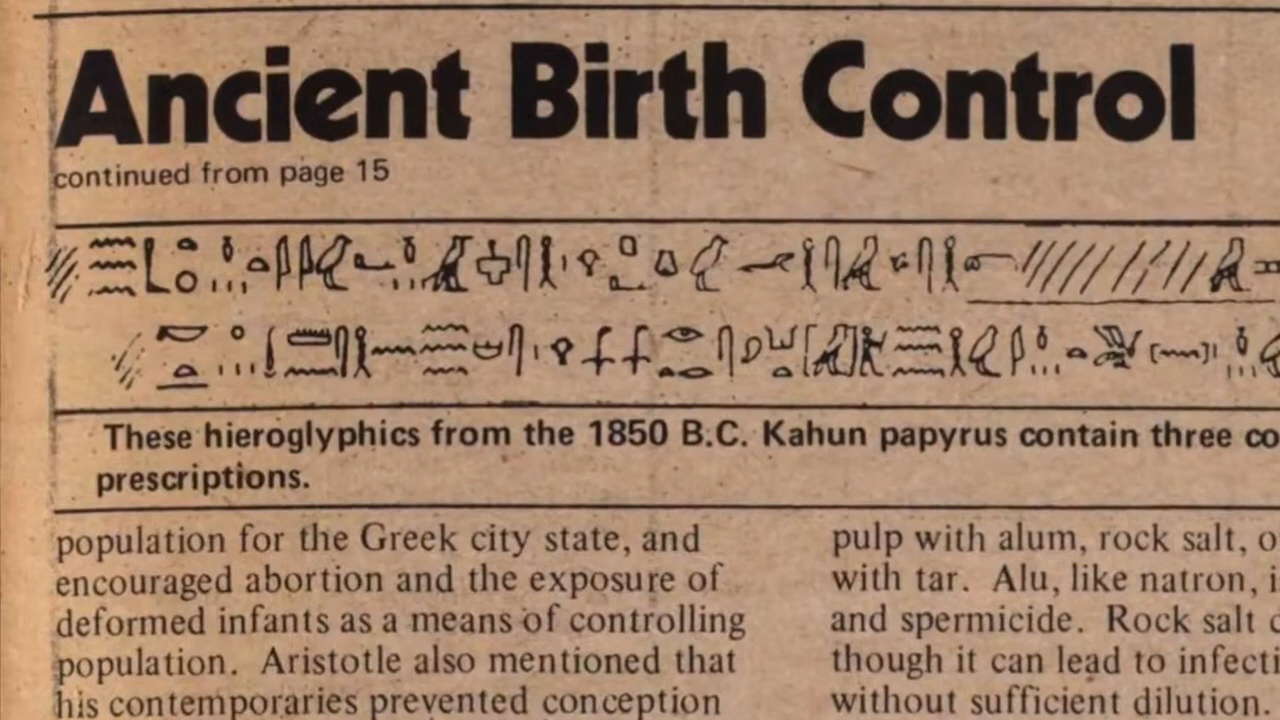 Ancient Birth Control
continued from page 15
These hieroglyphics from the 1850 B.C. Kahun papyrus contain three
prescriptions.
population for the Greek city state, and
encouraged abortion and the exposure of
deformed infants as a means of controlling
population. Aristotle also mentioned that
his contemporaries prevented conception
pulp with alum, rock salt, o
with tar. Alu, like natron, i
and spermicide. Rock salt c
though it can lead to infecti
without sufficient dilution.